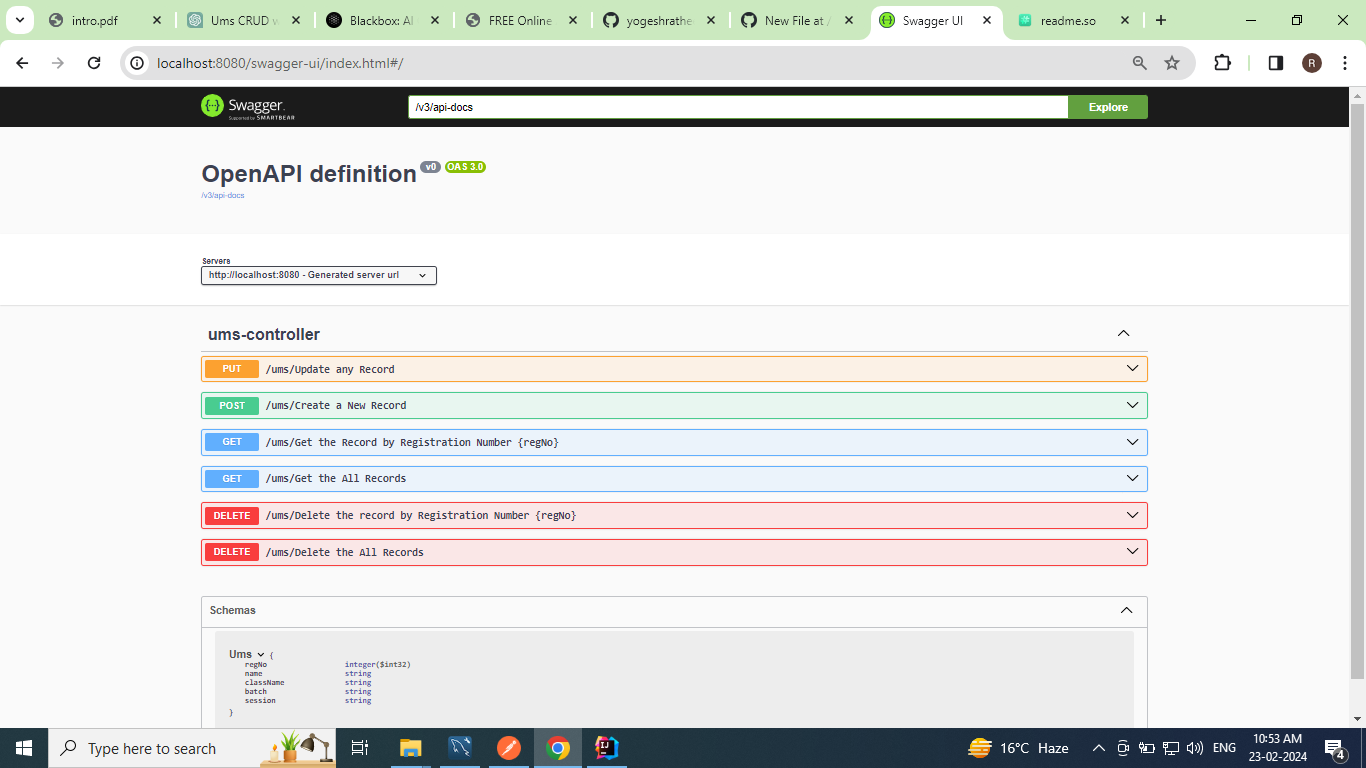 intro.pdf
Ums CRUD w
Blackbox: AI
FREE Online
yogeshrathe
New File at /
Swagger UI
readme.so
localhost:8080/swagger-ui/index.html#/
R
Swagger.
Supported by SMARTBEAR
/v3/api-docs
Explore
OpenAPI definition v0 OAS 3.0
/v3/api-docs
Servers
http://localhost:8080 - Generated server url
ums-controller
PUT /ums/Update any Record
POST /ums/Create a New Record
GET /ums/Get the Record by Registration Number {regNo}
GET /ums/Get the All Records
DELETE /ums/Delete the record by Registration Number {regNo}
DELETE /ums/Delete the All Records
Schemas
Ums {
regNo integer($int32)
name string
className string
batch string
session string
}
Type here to search
IJ
16°C Haze
ENG
10:53 AM
23-02-2024
4